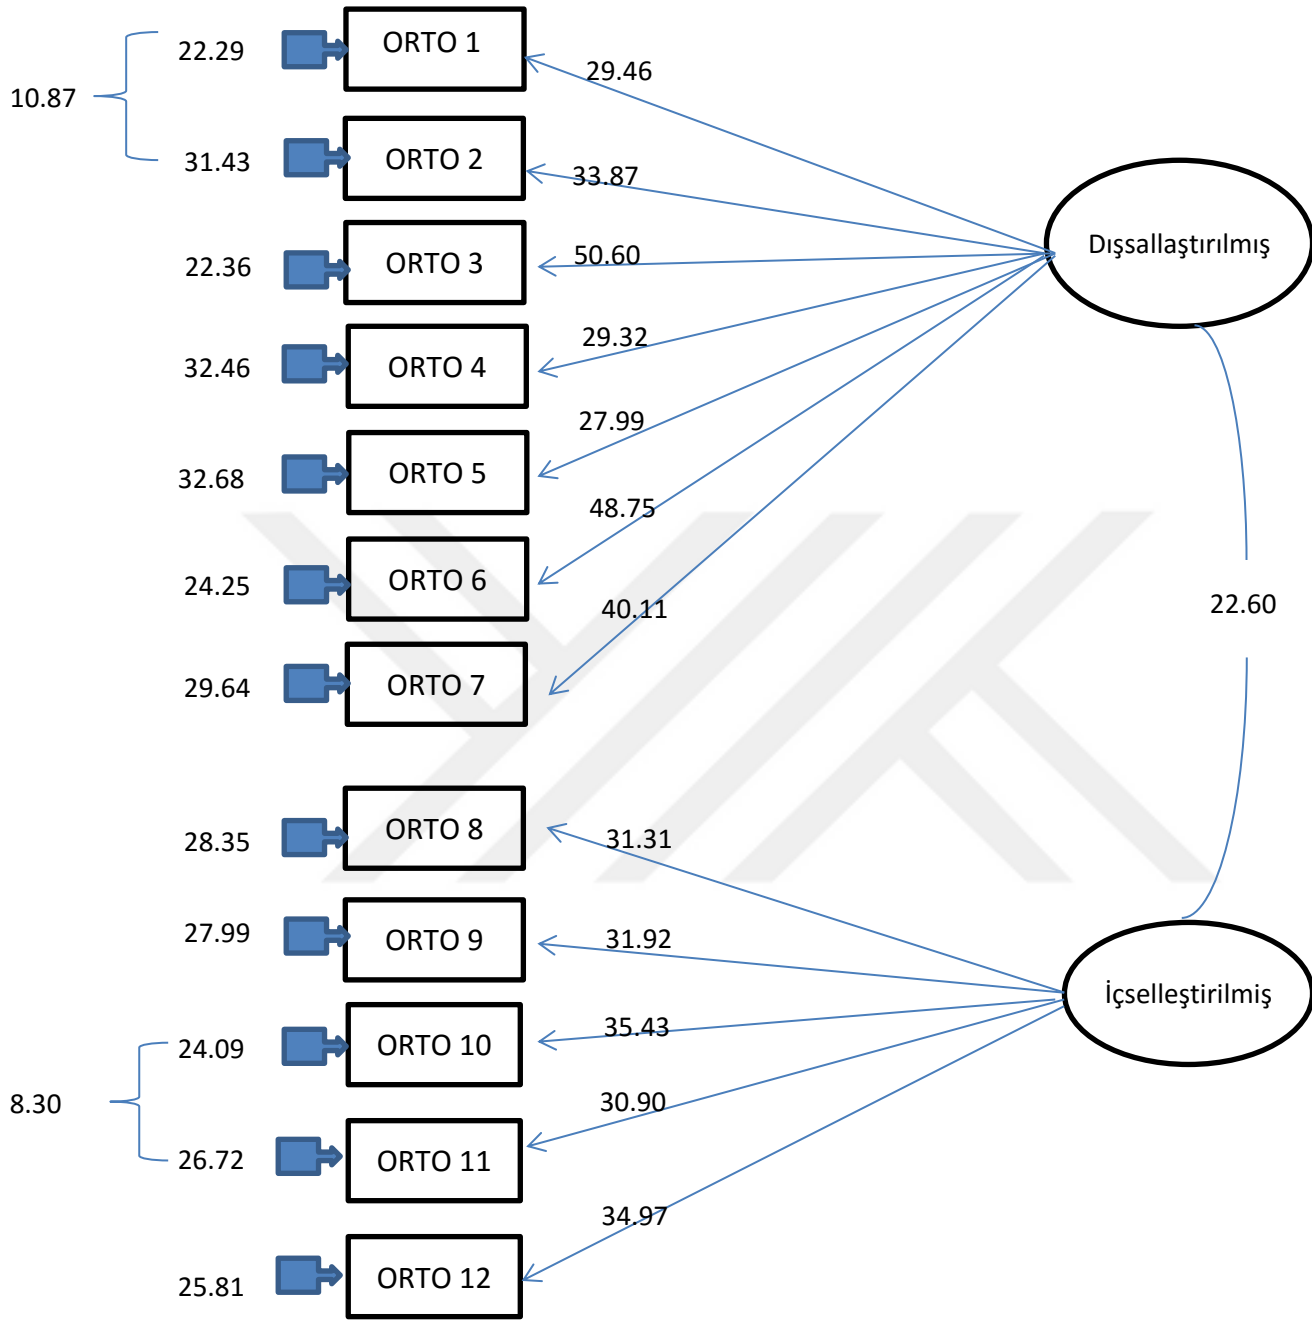 22.29
ORTO 1
29.46
10.87
31.43
ORTO 2
33.87
22.36
ORTO 3
50.60
Dışsallaştırılmış
32.46
ORTO 4
29.32
32.68
ORTO 5
27.99
24.25
ORTO 6
48.75
29.64
ORTO 7
40.11
22.60
28.35
ORTO 8
31.31
27.99
ORTO 9
31.92
İçselleştirilmiş
24.09
ORTO 10
35.43
8.30
26.72
ORTO 11
30.90
25.81
ORTO 12
34.97